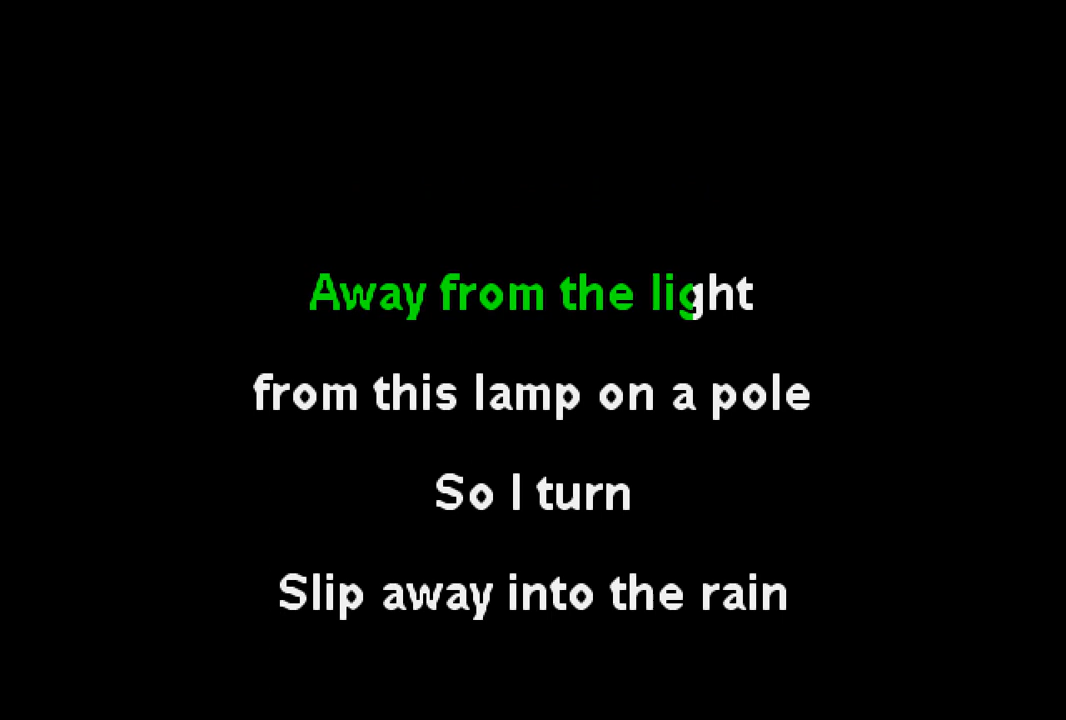 Away from the light
from this lamp on a pole
So I turn
Slip away into the rain